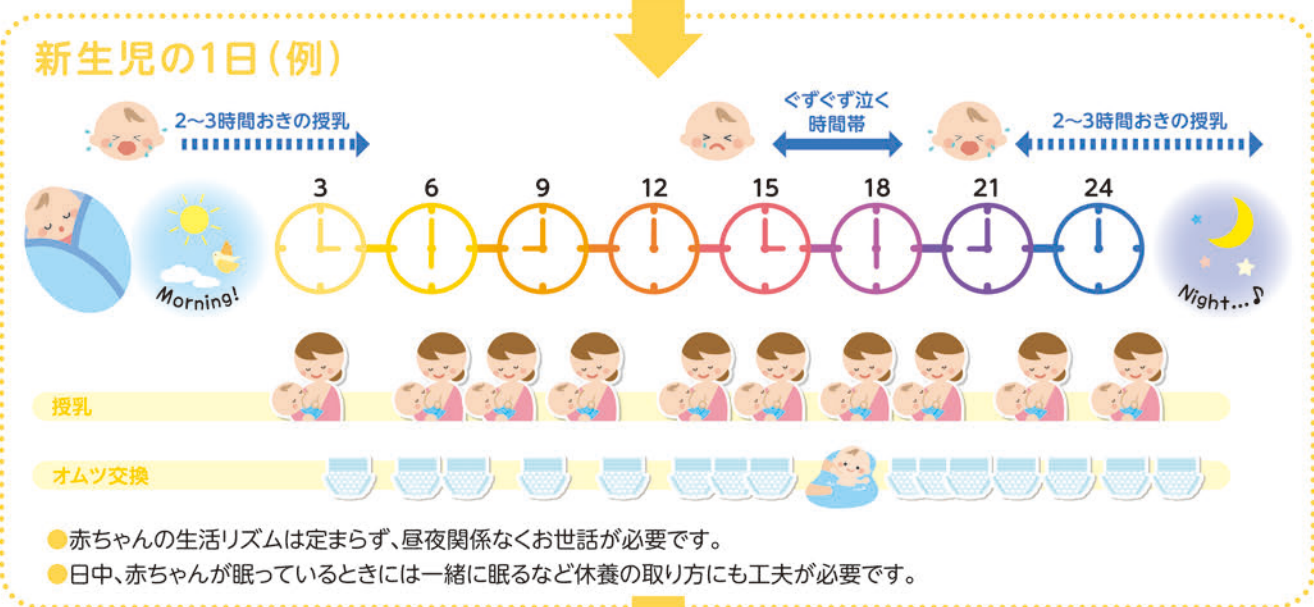 新生児の1日(例)
2~3時間おきの授乳
ぐずぐず泣く
時間帯
2~3時間おきの授乳
3 6 9 12 15 18 21 24
Morning!
Night...♪
授乳
オムツ交換
●赤ちゃんの生活リズムは定まらず、昼夜関係なくお世話が必要です。
●日中、赤ちゃんが眠っているときには一緒に眠るなど休養の取り方にも工夫が必要です。